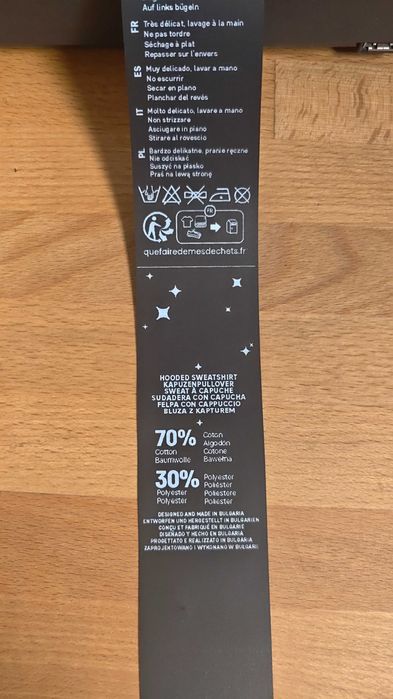 Auf links bügeln
FR
Très délicat, lavage à la main
Ne pas tordre
Séchage à plat
Repasser sur l'envers
ES
Muy delicado, lavar a mano
No escurrir
Secar en plano
Planchar del revés
IT
Molto delicato, lavare a mano
Non strizzare
Asciugare in piano
Stirare al rovescio
PL
Bardzo delikatne, pranie ręczne
Nie odciskać
Suszyć na płasko
Praś na lewą stronę
FR
quefairedemesdechets.fr
HOODED SWEATSHIRT
KAPUZENPULLOVER
SWEAT À CAPUCHE
SUDADERA CON CAPUCHA
FELPA CON CAPPUCCIO
BLUZA Z KAPTUREM
70%
Cotton
Baumwolle
Coton
Algodón
Cotone
Bawełna
30%
Polyester
Polyester
Polyester
Poliéster
Poliestere
Poliester
DESIGNED AND MADE IN BULGARIA
ENTWORFEN UND HERGESTELLT IN BULGARIEN
CONÇU ET FABRIQUÉ EN BULGARIE
DISEÑADO Y HECHO EN BULGARIA
PROGETTATO E REALIZZATO IN BULGARIA
ZAPROJEKTOWANO I WYKONANO W BUŁGARII